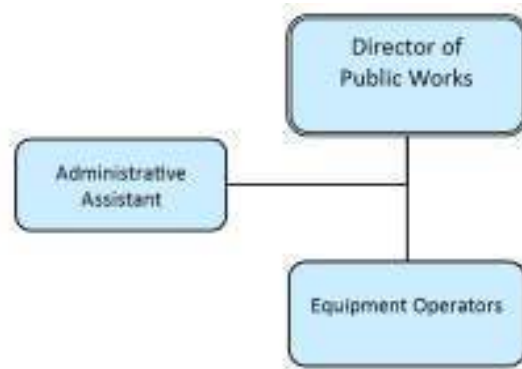 Director of
Public Works
Administrative
Assistant
Equipment Operators